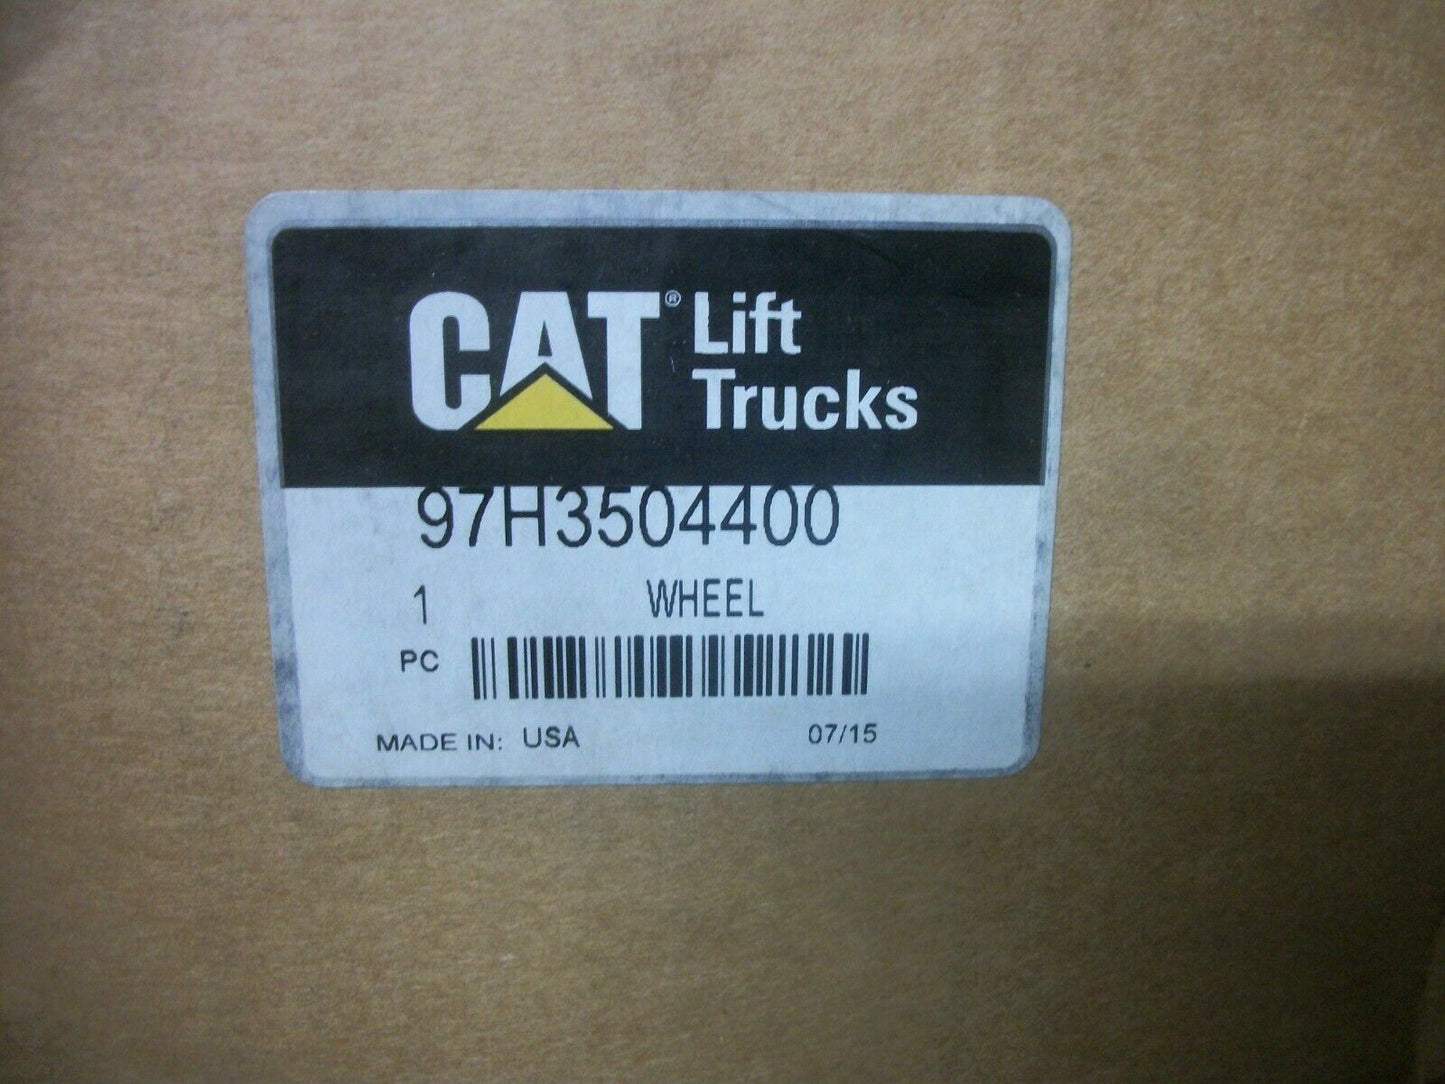 CAT® Lift
Trucks
97H3504400
1 WHEEL
PC
MADE IN: USA 07/15